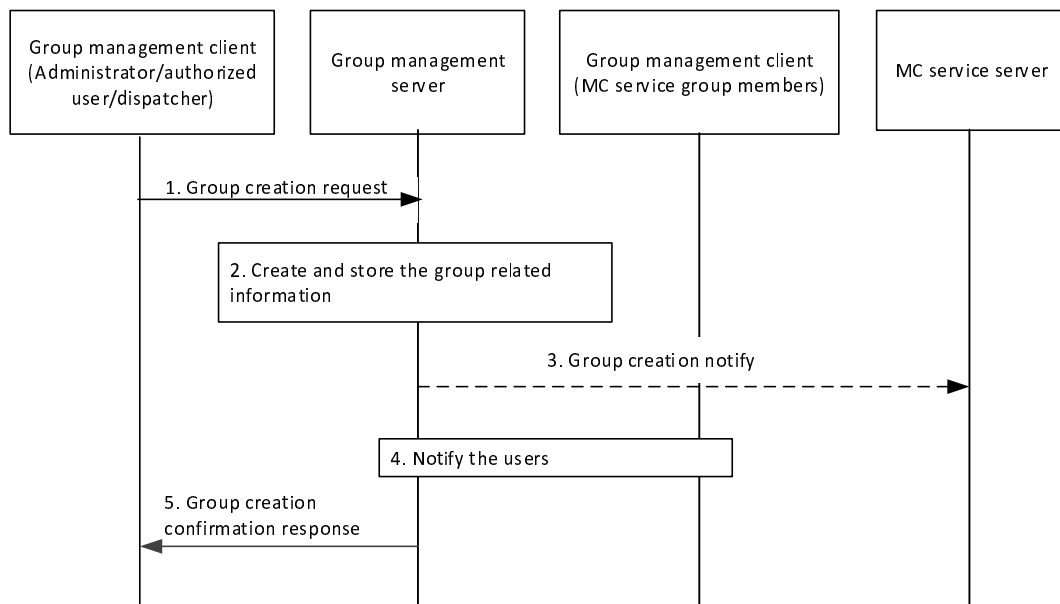 Group management client
(Administrator/authorized
user/dispatcher)
Group management
server
Group management client
(MC service group members)
MC service server
1. Group creation request
2. Create and store the group related
information
3. Group creation notify
4. Notify the users
5. Group creation
confirmation response